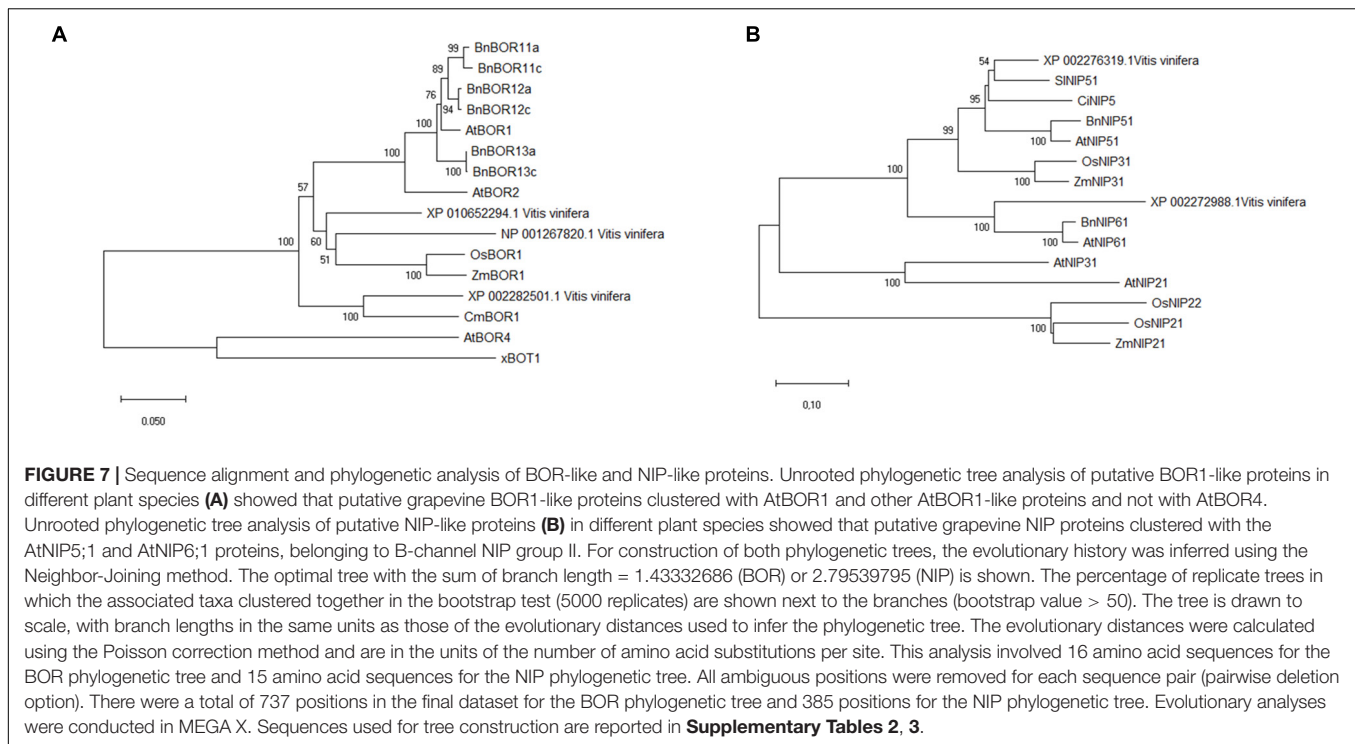 A
99
BnBOR11a
BnBOR11c
89
BnBOR12a
76
94
BnBOR12c
100
AtBOR1
BnBOR13a
100
100
BnBOR13c
57
AtBOR2
XP 010652294.1 Vitis vinifera
60
NP 001267820.1 Vitis vinifera
100
51
OsBOR1
100
ZmBOR1
XP 002282501.1 Vitis vinifera
100
CmBOR1
AtBOR4
xBOT1
0.050
B
54
XP 002276319.1Vitis vinifera
SlNIP51
95
CiNIP5
BnNIP51
99
100
AtNIP51
OsNIP31
100
100
ZmNIP31
XP 002272988.1Vitis vinifera
BnNIP61
100
100
AtNIP61
AtNIP31
100
AtNIP21
OsNIP22
OsNIP21
100
ZmNIP21
0,10
FIGURE 7 | Sequence alignment and phylogenetic analysis of BOR-like and NIP-like proteins. Unrooted phylogenetic tree analysis of putative BOR1-like proteins in
different plant species (A) showed that putative grapevine BOR1-like proteins clustered with AtBOR1 and other AtBOR1-like proteins and not with AtBOR4.
Unrooted phylogenetic tree analysis of putative NIP-like proteins (B) in different plant species showed that putative grapevine NIP proteins clustered with the
AtNIP5;1 and AtNIP6;1 proteins, belonging to B-channel NIP group II. For construction of both phylogenetic trees, the evolutionary history was inferred using the
Neighbor-Joining method. The optimal tree with the sum of branch length = 1.43332686 (BOR) or 2.79539795 (NIP) is shown. The percentage of replicate trees in
which the associated taxa clustered together in the bootstrap test (5000 replicates) are shown next to the branches (bootstrap value > 50). The tree is drawn to
scale, with branch lengths in the same units as those of the evolutionary distances used to infer the phylogenetic tree. The evolutionary distances were calculated
using the Poisson correction method and are in the units of the number of amino acid substitutions per site. This analysis involved 16 amino acid sequences for the
BOR phylogenetic tree and 15 amino acid sequences for the NIP phylogenetic tree. All ambiguous positions were removed for each sequence pair (pairwise deletion
option). There were a total of 737 positions in the final dataset for the BOR phylogenetic tree and 385 positions for the NIP phylogenetic tree. Evolutionary analyses
were conducted in MEGA X. Sequences used for tree construction are reported in Supplementary Tables 2, 3.